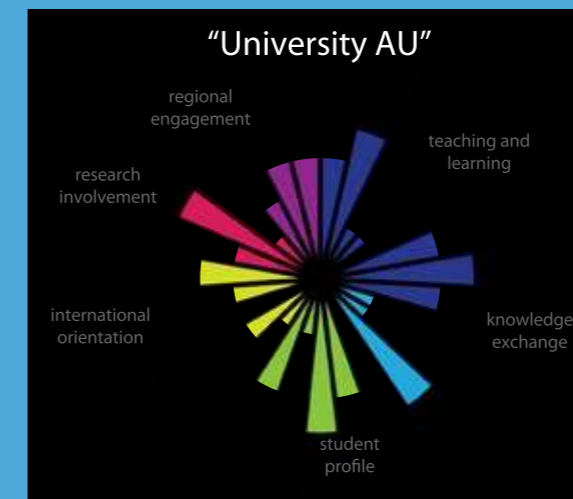 “University AU”
regional
engagement
teaching and
learning
research
involvement
international
orientation
knowledge
exchange
student
profile